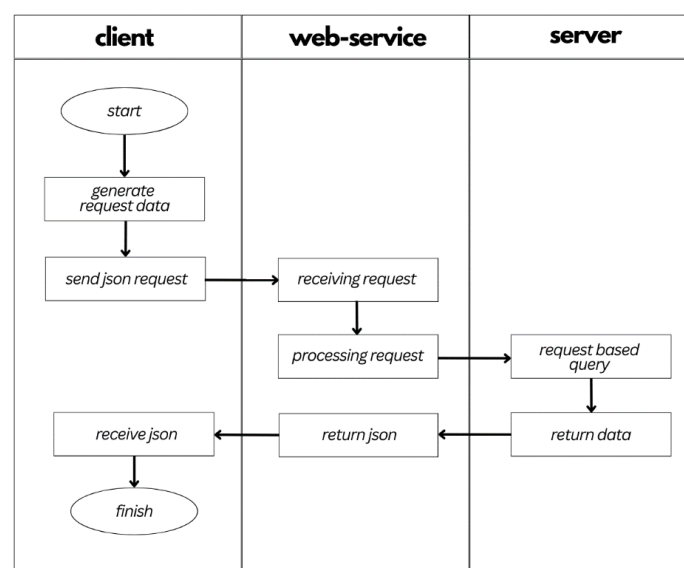 client
web-service
server
start
generate
request data
send json request
receiving request
processing request
request based
query
receive json
return json
return data
finish